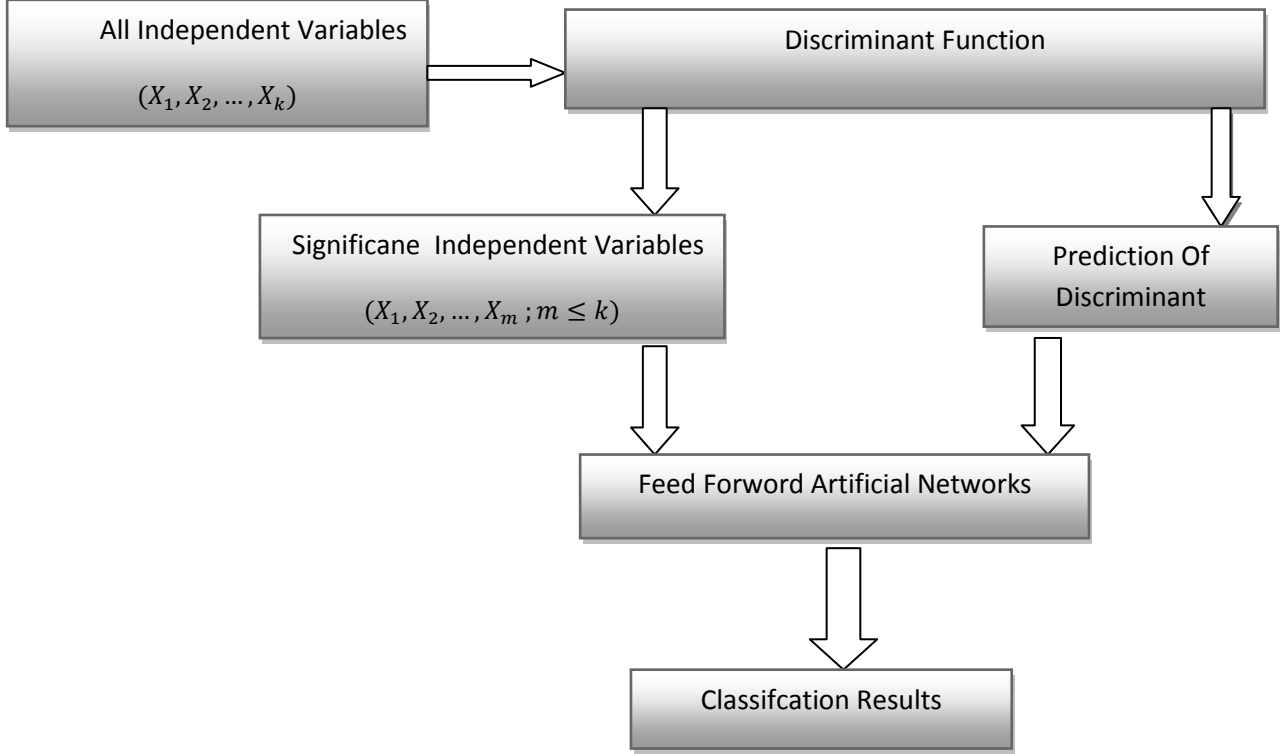 All Independent Variables
(X₁, X₂, …, Xₖ)
Discriminant Function
Significane Independent Variables
(X₁, X₂, …, Xₘ ; m ≤ k)
Prediction Of
Discriminant
Feed Forword Artificial Networks
Classifcation Results